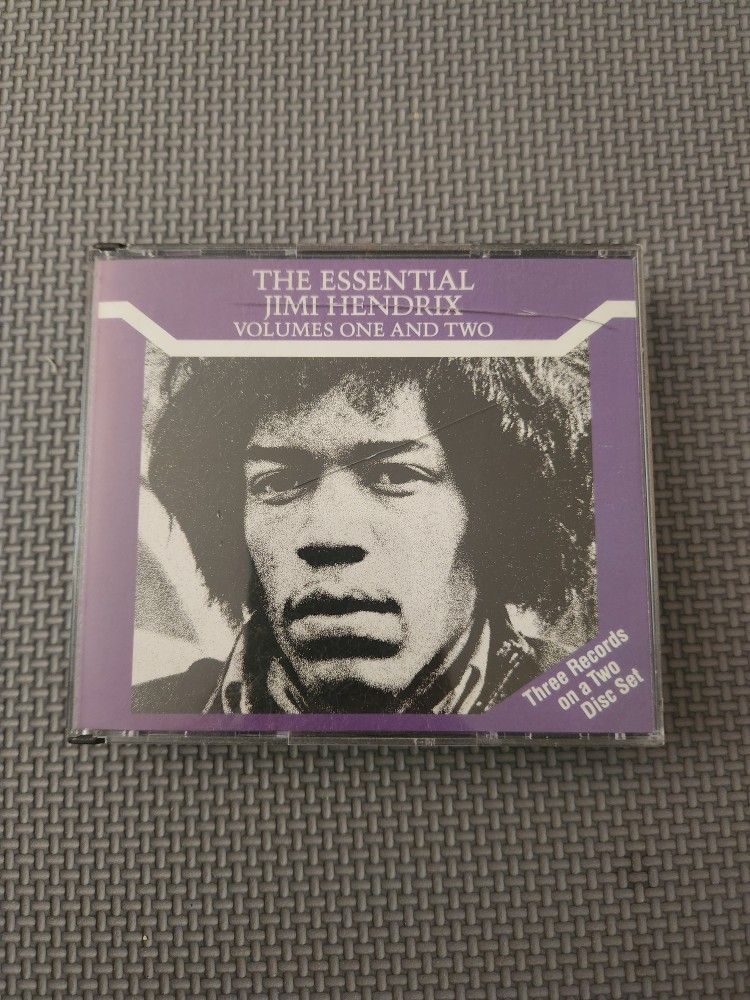 THE ESSENTIAL
JIMI HENDRIX
VOLUMES ONE AND TWO
Three Records
on a Two
Disc Set